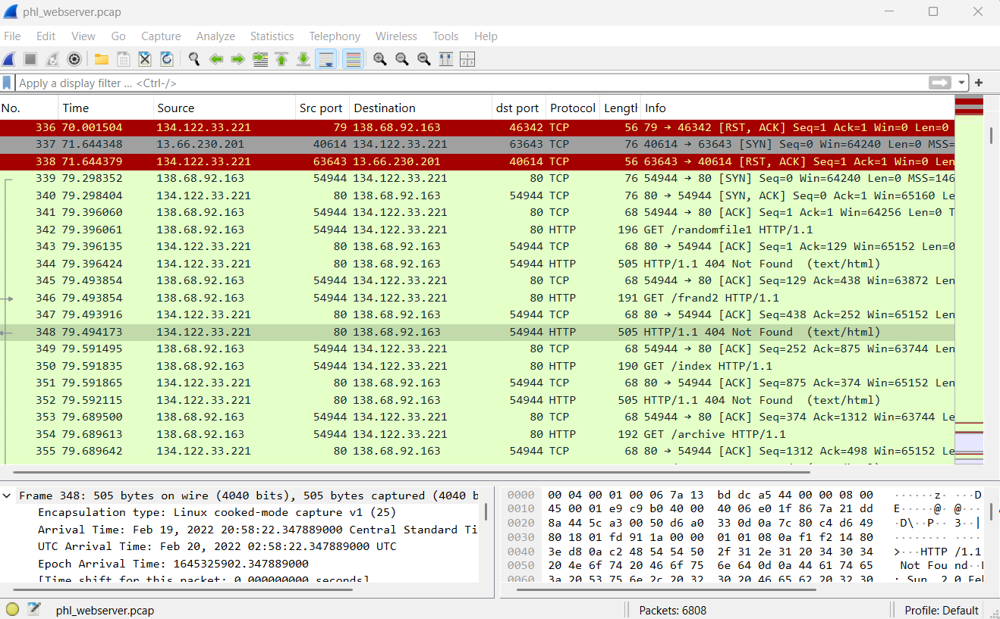 phl_webserver.pcap
File Edit View Go Capture Analyze Statistics Telephony Wireless Tools Help
Apply a display filter ... <Ctrl-/>
No. Time Source Src port Destination dst port Protocol Length Info
336 70.001504 134.122.33.221 79 138.68.92.163 46342 TCP 56 79 → 46342 [RST, ACK] Seq=1 Ack=1 Win=0 Len=0
337 71.644348 13.66.230.201 40614 134.122.33.221 63643 TCP 76 40614 → 63643 [SYN] Seq=0 Win=64240 Len=0 MSS=
338 71.644379 134.122.33.221 63643 13.66.230.201 40614 TCP 56 63643 → 40614 [RST, ACK] Seq=1 Ack=1 Win=0 Len
339 79.298352 138.68.92.163 54944 134.122.33.221 80 TCP 76 54944 → 80 [SYN] Seq=0 Win=64240 Len=0 MSS=146
340 79.298404 134.122.33.221 80 138.68.92.163 54944 TCP 76 80 → 54944 [SYN, ACK] Seq=0 Ack=1 Win=65160 Le
341 79.396060 138.68.92.163 54944 134.122.33.221 80 TCP 68 54944 → 80 [ACK] Seq=1 Ack=1 Win=64256 Len=0 T
342 79.396061 138.68.92.163 54944 134.122.33.221 80 HTTP 196 GET /randomfile1 HTTP/1.1
343 79.396135 134.122.33.221 80 138.68.92.163 54944 TCP 68 80 → 54944 [ACK] Seq=1 Ack=129 Win=65152 Len=0
344 79.396424 134.122.33.221 80 138.68.92.163 54944 HTTP 505 HTTP/1.1 404 Not Found (text/html)
345 79.493854 138.68.92.163 54944 134.122.33.221 80 TCP 68 54944 → 80 [ACK] Seq=129 Ack=438 Win=63872 Len
346 79.493854 138.68.92.163 54944 134.122.33.221 80 HTTP 191 GET /frand2 HTTP/1.1
347 79.493916 134.122.33.221 80 138.68.92.163 54944 TCP 68 80 → 54944 [ACK] Seq=438 Ack=252 Win=65152 Len
348 79.494173 134.122.33.221 80 138.68.92.163 54944 HTTP 505 HTTP/1.1 404 Not Found (text/html)
349 79.591495 138.68.92.163 54944 134.122.33.221 80 TCP 68 54944 → 80 [ACK] Seq=252 Ack=875 Win=63744 Len
350 79.591835 138.68.92.163 54944 134.122.33.221 80 HTTP 190 GET /index HTTP/1.1
351 79.591865 134.122.33.221 80 138.68.92.163 54944 TCP 68 80 → 54944 [ACK] Seq=875 Ack=374 Win=65152 Len
352 79.592115 134.122.33.221 80 138.68.92.163 54944 HTTP 505 HTTP/1.1 404 Not Found (text/html)
353 79.689500 138.68.92.163 54944 134.122.33.221 80 TCP 68 54944 → 80 [ACK] Seq=374 Ack=1312 Win=63744 Le
354 79.689613 138.68.92.163 54944 134.122.33.221 80 HTTP 192 GET /archive HTTP/1.1
355 79.689642 134.122.33.221 80 138.68.92.163 54944 TCP 68 80 → 54944 [ACK] Seq=1312 Ack=498 Win=65152 Le
Frame 348: 505 bytes on wire (4040 bits), 505 bytes captured (4040 b
Encapsulation type: Linux cooked-mode capture v1 (25)
Arrival Time: Feb 19, 2022 20:58:22.347889000 Central Standard Ti
UTC Arrival Time: Feb 20, 2022 02:58:22.347889000 UTC
Epoch Arrival Time: 1645325902.347889000
[Time shift for this packet: 0.000000000 seconds]
0000 00 04 00 01 00 06 7a 13 bd dc a5 44 00 00 08 00 ······z· ···D····
0010 45 00 01 e9 c9 b0 40 00 40 06 e0 1f 86 7a 21 dd E·····@· @····z!·
0020 8a 44 5c a3 00 50 d6 a0 33 0d 0a 7c 80 c4 d6 49 ·D\··P·· 3··|
0030 80 18 01 fd 91 1a 00 00 01 01 08 0a f1 f2 14 80 ········ ········
0040 3e d8 0a c2 48 54 54 50 2f 31 2e 31 20 34 30 34 >···HTTP /1.1
0050 20 4e 6f 74 20 46 6f 75 6e 64 0d 0a 44 61 74 65 Not Fou nd··
0060 3a 20 53 75 6e 2c 20 32 30 20 46 65 62 20 32 30 : Sun, 2 0 Feb
phl_webserver.pcap
Packets: 6808
Profile: Default